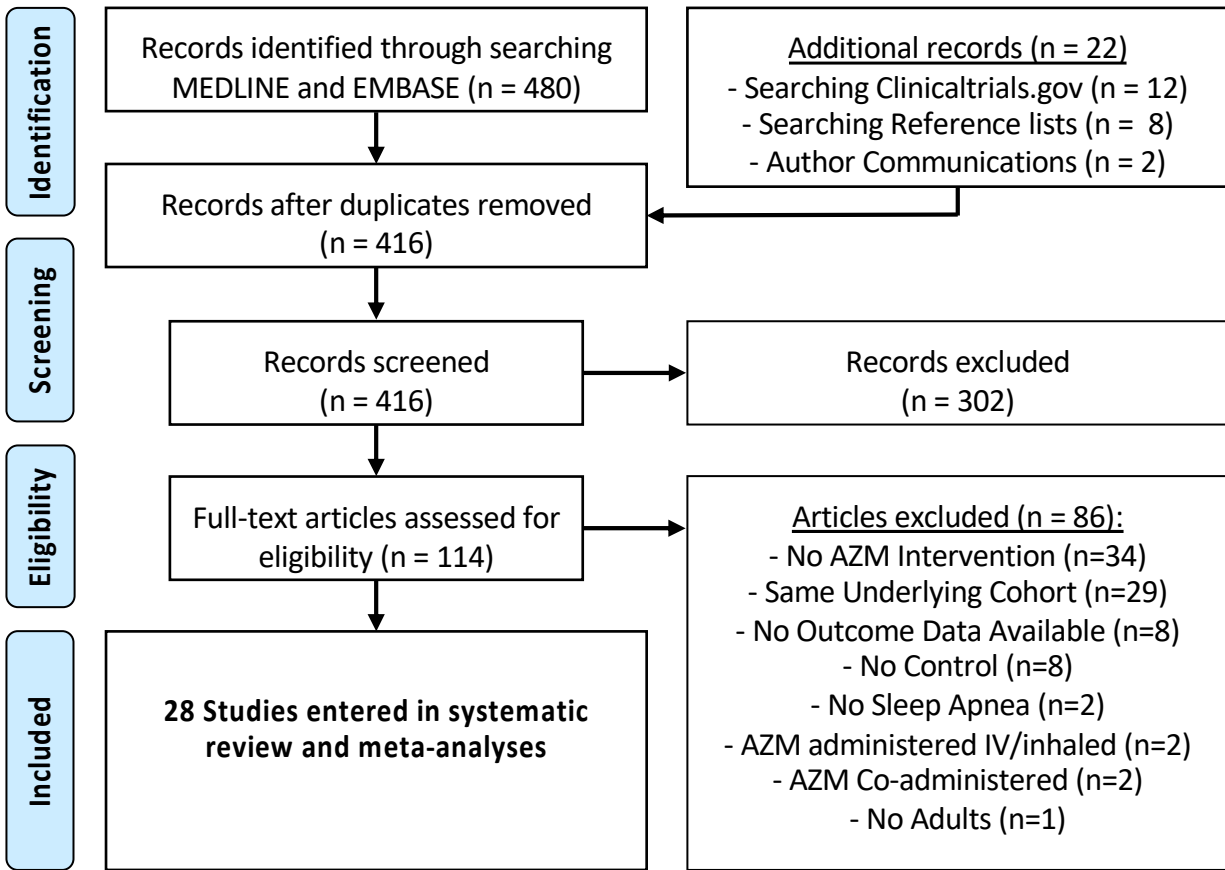 Identification
Records identified through searching
MEDLINE and EMBASE (n = 480)
Additional records (n = 22)
- Searching Clinicaltrials.gov (n = 12)
- Searching Reference lists (n =  8)
- Author Communications (n = 2)
Records after duplicates removed
(n = 416)
Screening
Records screened
(n = 416)
Records excluded
(n = 302)
Eligibility
Full-text articles assessed for
eligibility (n = 114)
Articles excluded (n = 86):
- No AZM Intervention (n=34)
- Same Underlying Cohort (n=29)
- No Outcome Data Available (n=8)
- No Control (n=8)
- No Sleep Apnea (n=2)
- AZM administered IV/inhaled (n=2)
- AZM Co-administered (n=2)
- No Adults (n=1)
Included
28 Studies entered in systematic
review and meta-analyses